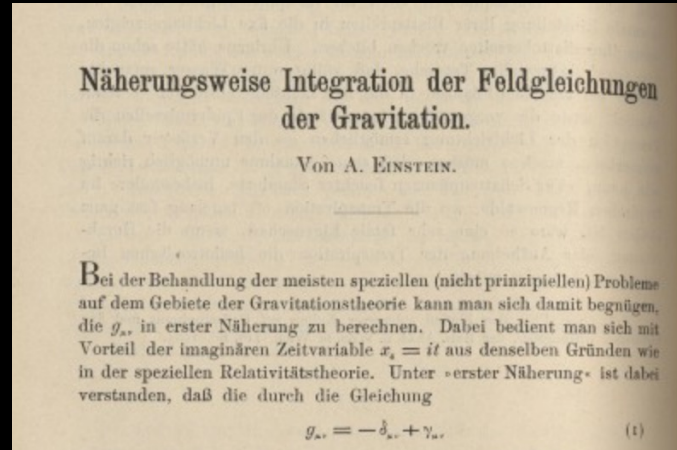 Näherungsweise Integration der Feldgleichungen
der Gravitation.
Von A. EINSTEIN.
Bei der Behandlung der meisten speziellen (nicht prinzipiellen) Probleme
auf dem Gebiete der Gravitationstheorie kann man sich damit begnügen,
die g_μν in erster Näherung zu berechnen. Dabei bedient man sich mit
Vorteil der imaginären Zeitvariable x₄ = it aus denselben Gründen wie
in der speziellen Relativitätstheorie. Unter »erster Näherung« ist dabei
verstanden, daß die durch die Gleichung
g_μν = −δ_μν + γ_μν (1)